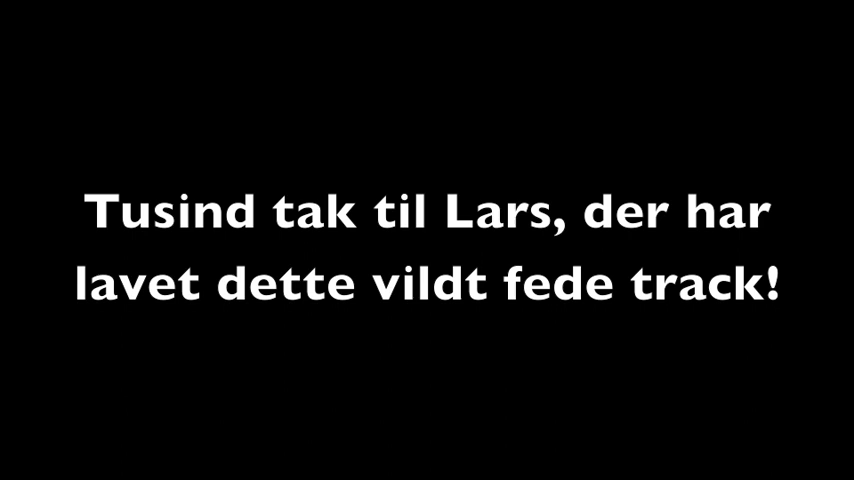 Tusind tak til Lars, der har
lavet dette vildt fede track!